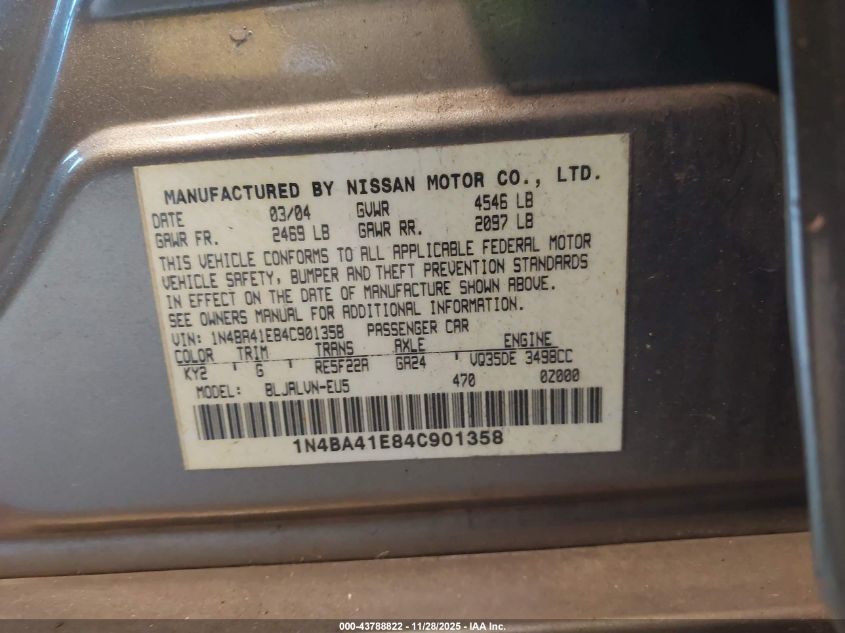 MANUFACTURED BY NISSAN MOTOR CO., LTD.
DATE 03/04 GVWR 4546 LB
GAWR FR. 2469 LB GAWR RR. 2097 LB
THIS VEHICLE CONFORMS TO ALL APPLICABLE FEDERAL MOTOR
VEHICLE SAFETY, BUMPER AND THEFT PREVENTION STANDARDS
IN EFFECT ON THE DATE OF MANUFACTURE SHOWN ABOVE.
SEE OWNERS MANUAL FOR ADDITIONAL INFORMATION.
VIN: 1N4BA41E84C901358 PASSENGER CAR
COLOR TRIM TRANS AXLE ENGINE
KY2 G RE5F22A GA24 VQ35DE 3498CC
MODEL: BLJALVN-EU5 470 0Z000
1N4BA41E84C901358
000-43788822 - 11/28/2025 - IAA Inc.